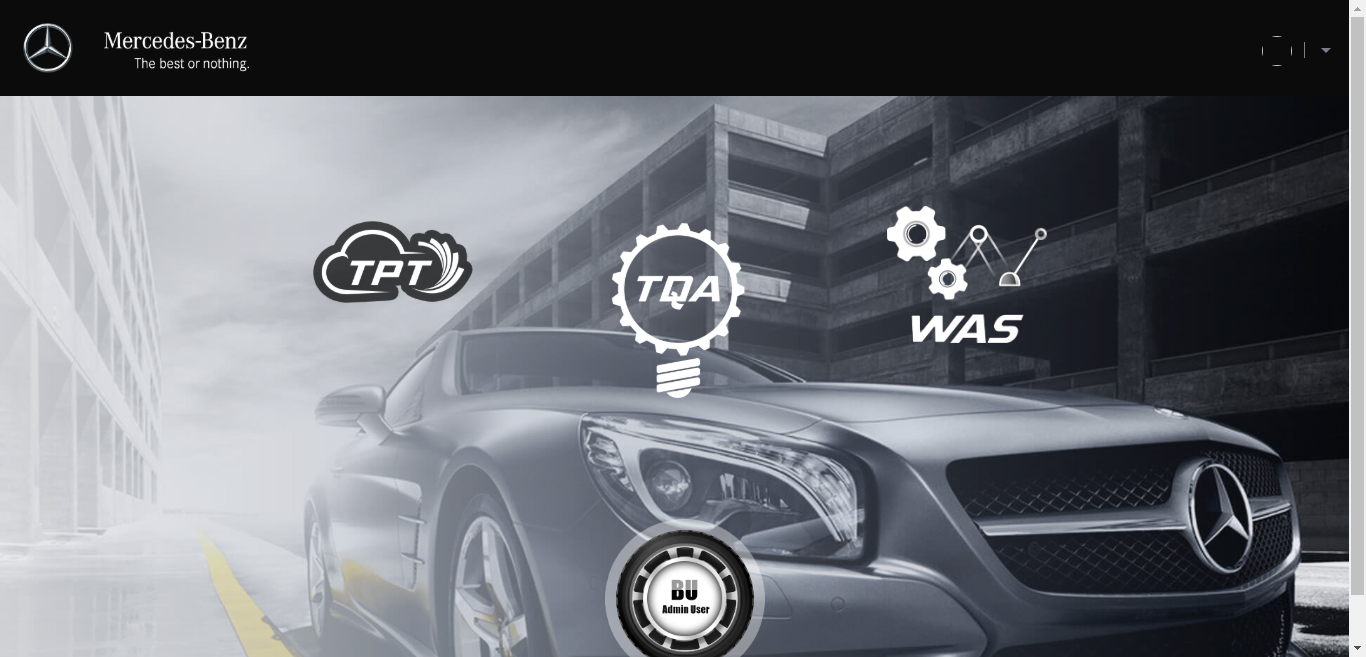 Mercedes-Benz
The best or nothing.
TPT
TQA
WAS
BU
Admin User